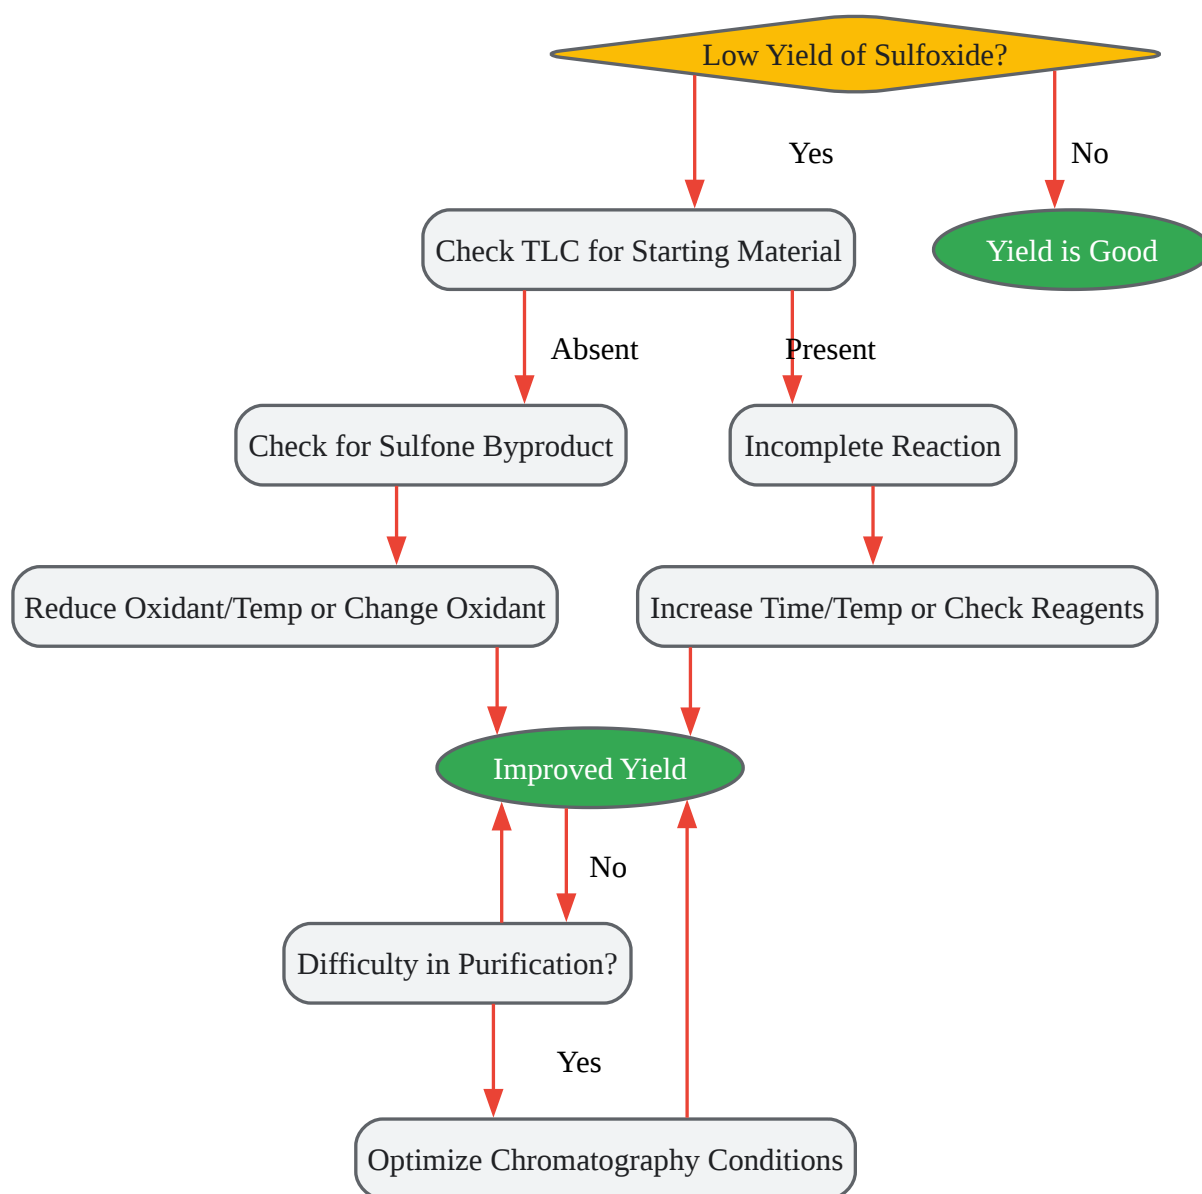 Low Yield of Sulfoxide?
Yes
No
Check TLC for Starting Material
Yield is Good
Absent
Present
Check for Sulfone Byproduct
Incomplete Reaction
Reduce Oxidant/Temp or Change Oxidant
Increase Time/Temp or Check Reagents
Improved Yield
No
Difficulty in Purification?
Yes
Optimize Chromatography Conditions